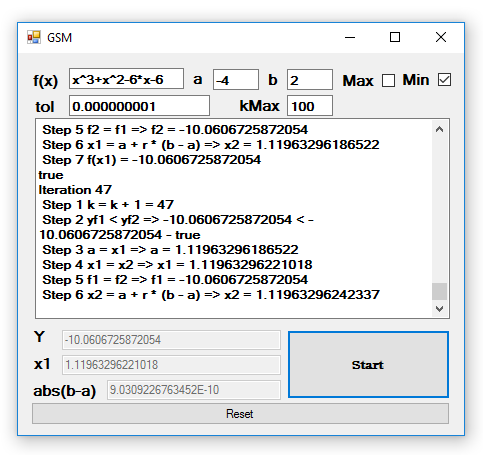 GSM
f(x) x^3+x^2-6*x-6 a -4 b 2 Max Min
tol 0.000000001 kMax 100
Step 5 f2 = f1 => f2 = -10.0606725872054
Step 6 x1 = a + r * (b - a) => x2 = 1.11963296186522
Step 7 f(x1) = -10.0606725872054
true
Iteration 47
Step 1 k = k + 1 = 47
Step 2 yf1 < yf2 => -10.0606725872054 < -
10.0606725872054 - true
Step 3 a = x1 => a = 1.11963296186522
Step 4 x1 = x2 => x1 = 1.11963296221018
Step 5 f1 = f2 => f1 = -10.0606725872054
Step 6 x2 = a + r * (b - a) => x2 = 1.11963296242337
Y -10.0606725872054
x1 1.11963296221018
abs(b-a) 9.0309226763452E-10
Start
Reset